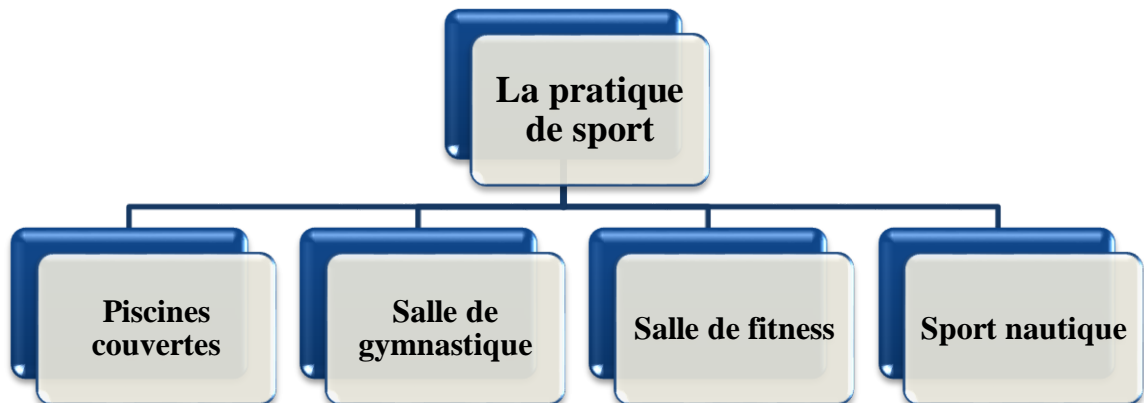 La pratique
de sport
Piscines
couvertes
Salle de
gymnastique
Salle de fitness
Sport nautique